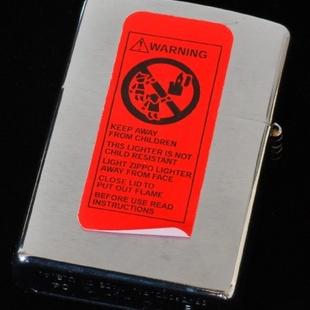 WARNING
KEEP AWAY
FROM CHILDREN
THIS LIGHTER IS NOT
CHILD RESISTANT
LIGHT ZIPPO LIGHTER
AWAY FROM FACE
CLOSE LID TO
PUT OUT FLAME
BEFORE USE READ
INSTRUCTIONS